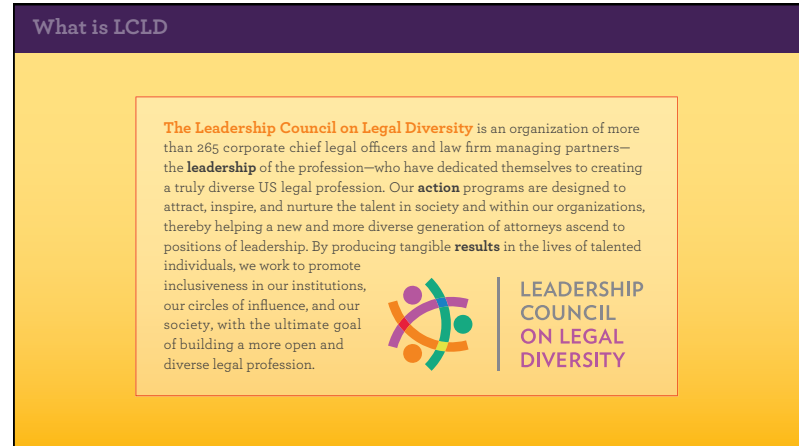 What is LCLD
The Leadership Council on Legal Diversity is an organization of more
than 265 corporate chief legal officers and law firm managing partners—
the leadership of the profession—who have dedicated themselves to creating
a truly diverse US legal profession. Our action programs are designed to
attract, inspire, and nurture the talent in society and within our organizations,
thereby helping a new and more diverse generation of attorneys ascend to
positions of leadership. By producing tangible results in the lives of talented
individuals, we work to promote
inclusiveness in our institutions,
our circles of influence, and our
society, with the ultimate goal
of building a more open and
diverse legal profession.
LEADERSHIP
COUNCIL
ON LEGAL
DIVERSITY